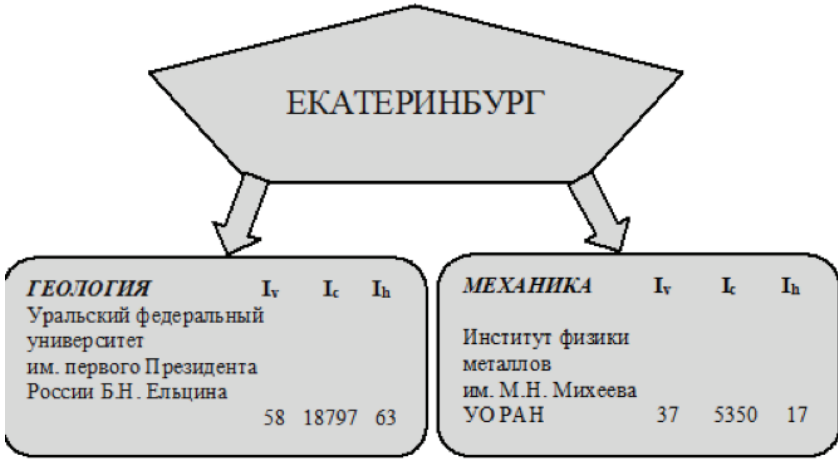 ЕКАТЕРИНБУРГ
ГЕОЛОГИЯ Iv Ic Ih
Уральский федеральный
университет
им. первого Президента
России Б.Н. Ельцина
58 18797 63
МЕХАНИКА Iv Ic Ih
Институт физики
металлов
им. М.Н. Михеева
УО РАН 37 5350 17